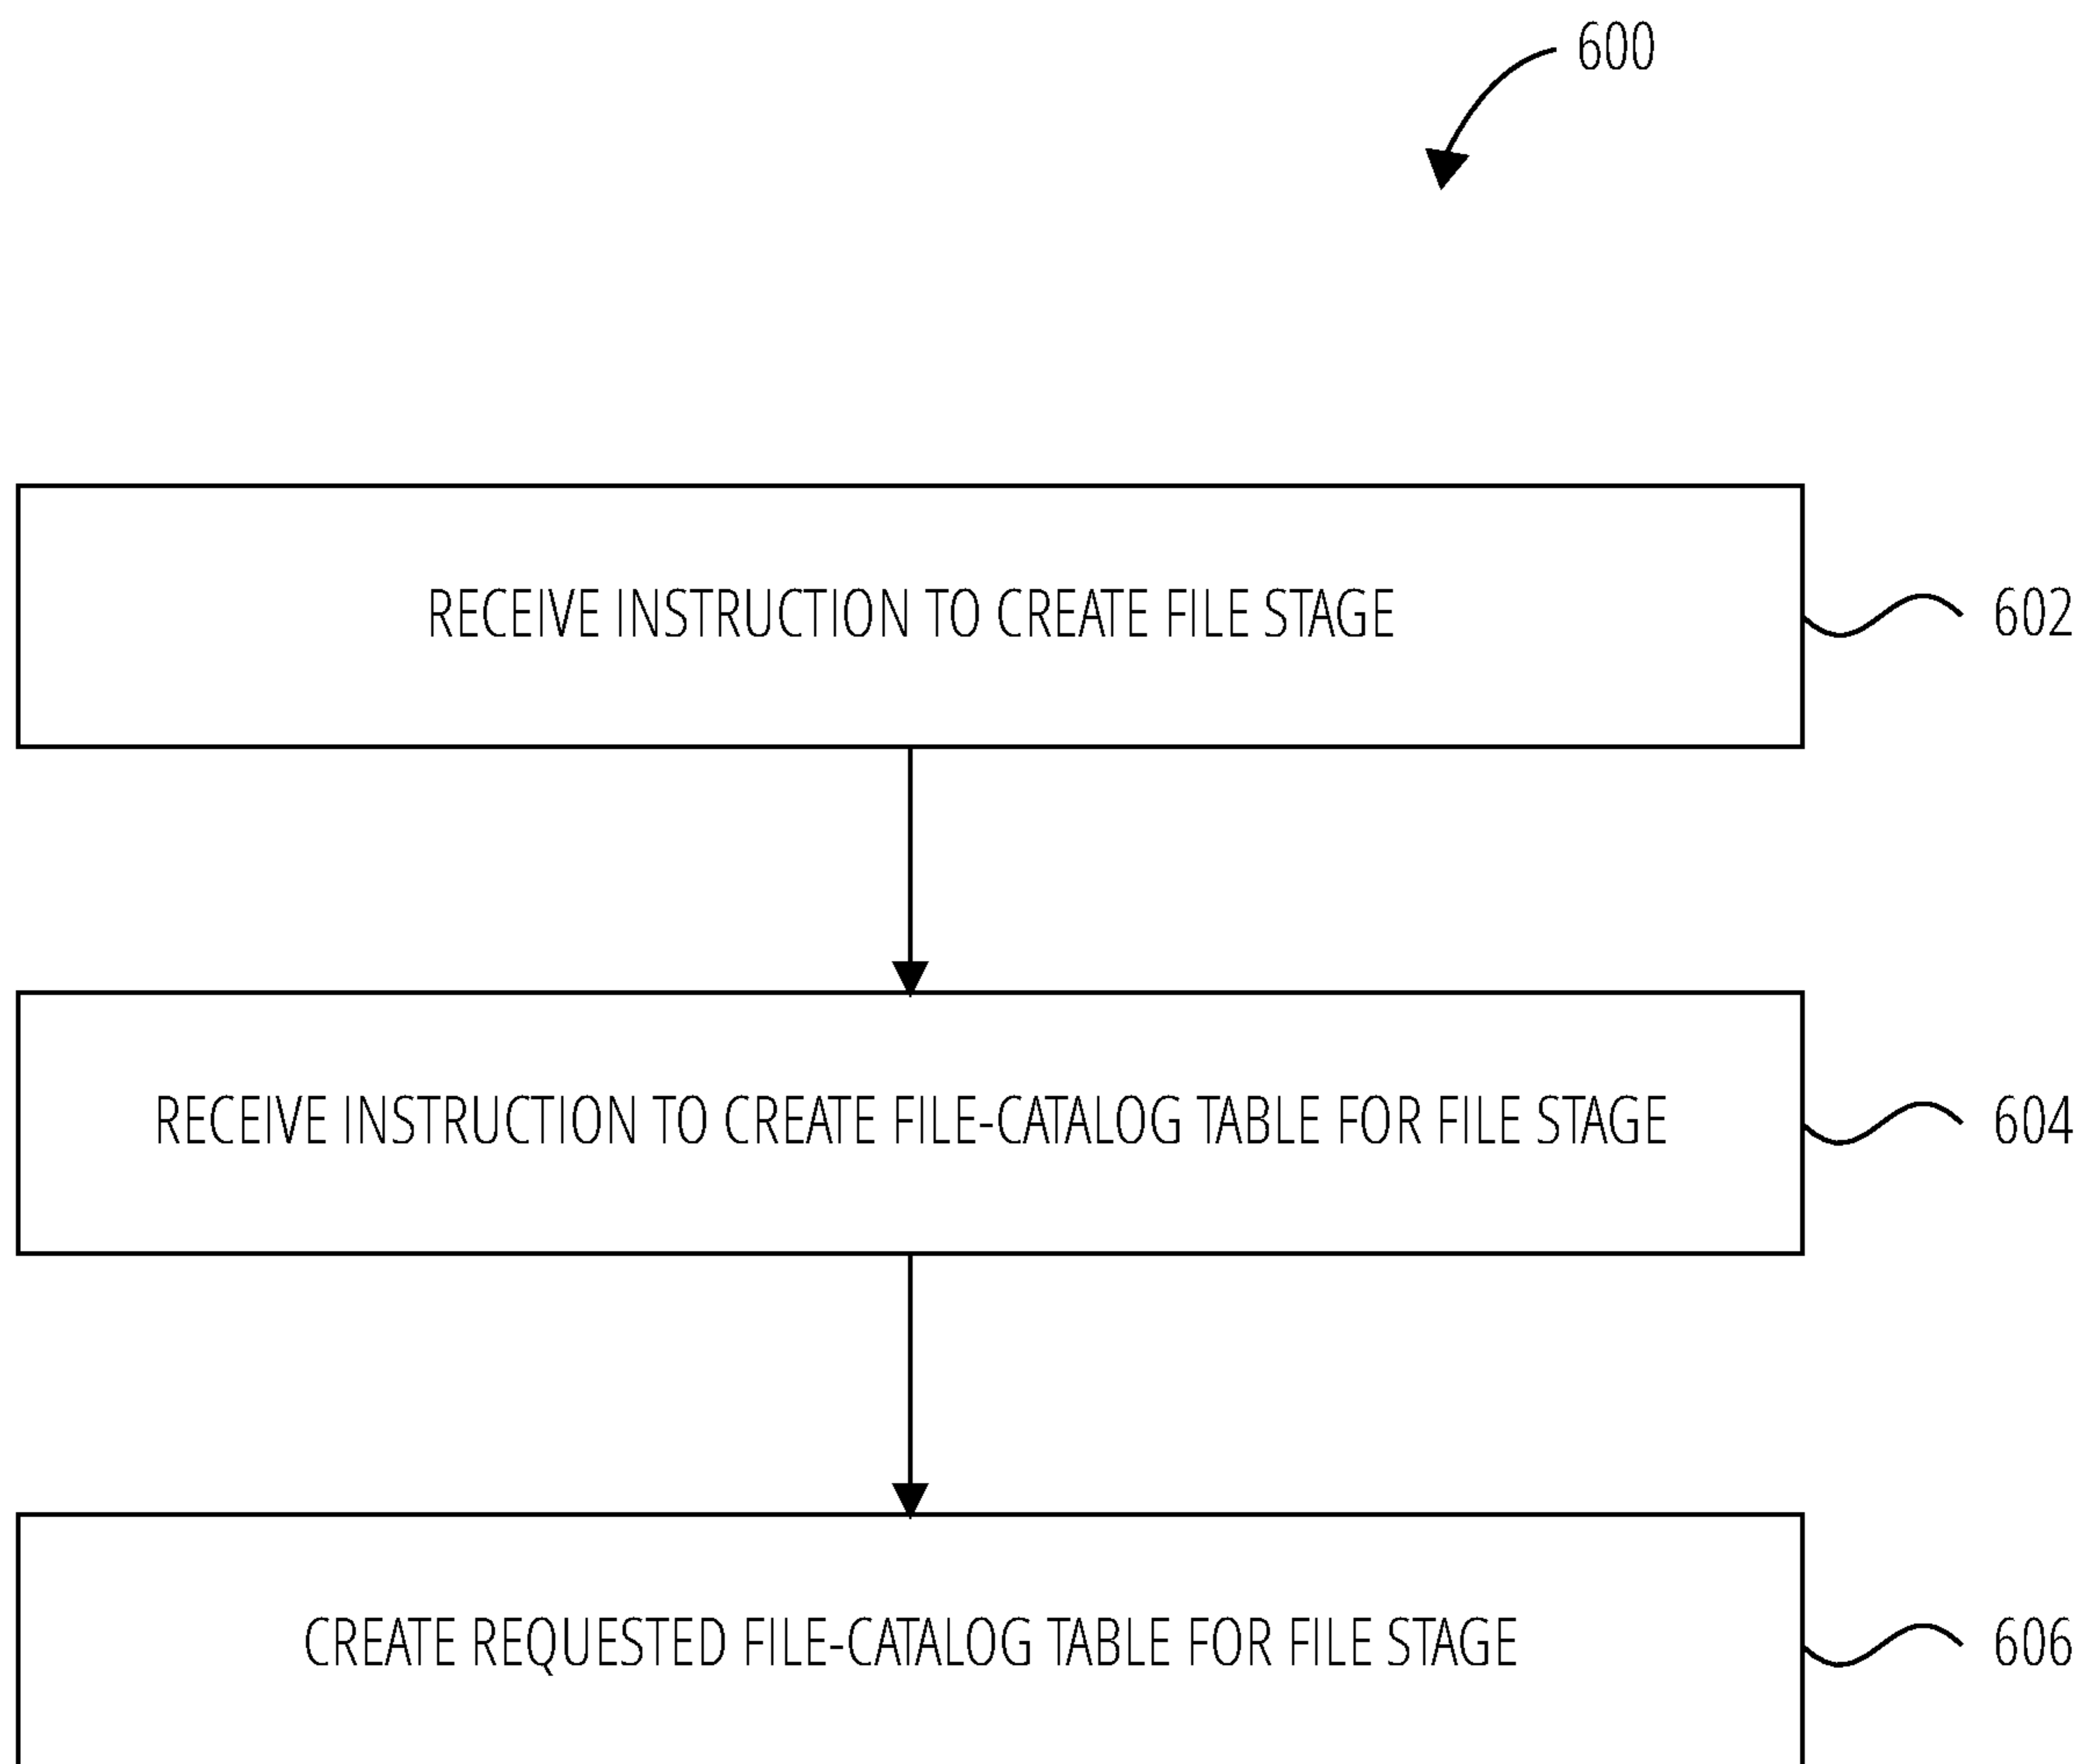 600
RECEIVE INSTRUCTION TO CREATE FILE STAGE
602
RECEIVE INSTRUCTION TO CREATE FILE-CATALOG TABLE FOR FILE STAGE
604
CREATE REQUESTED FILE-CATALOG TABLE FOR FILE STAGE
606